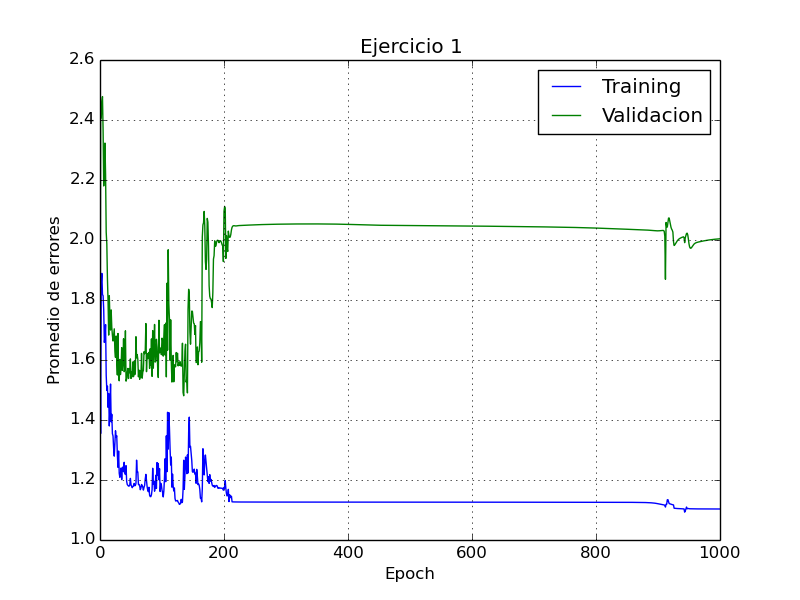 Ejercicio 1
2.6
2.4
2.2
2.0
1.8
1.6
1.4
1.2
1.0
Promedio de errores
Training
Validacion
0 200 400 600 800 1000
Epoch